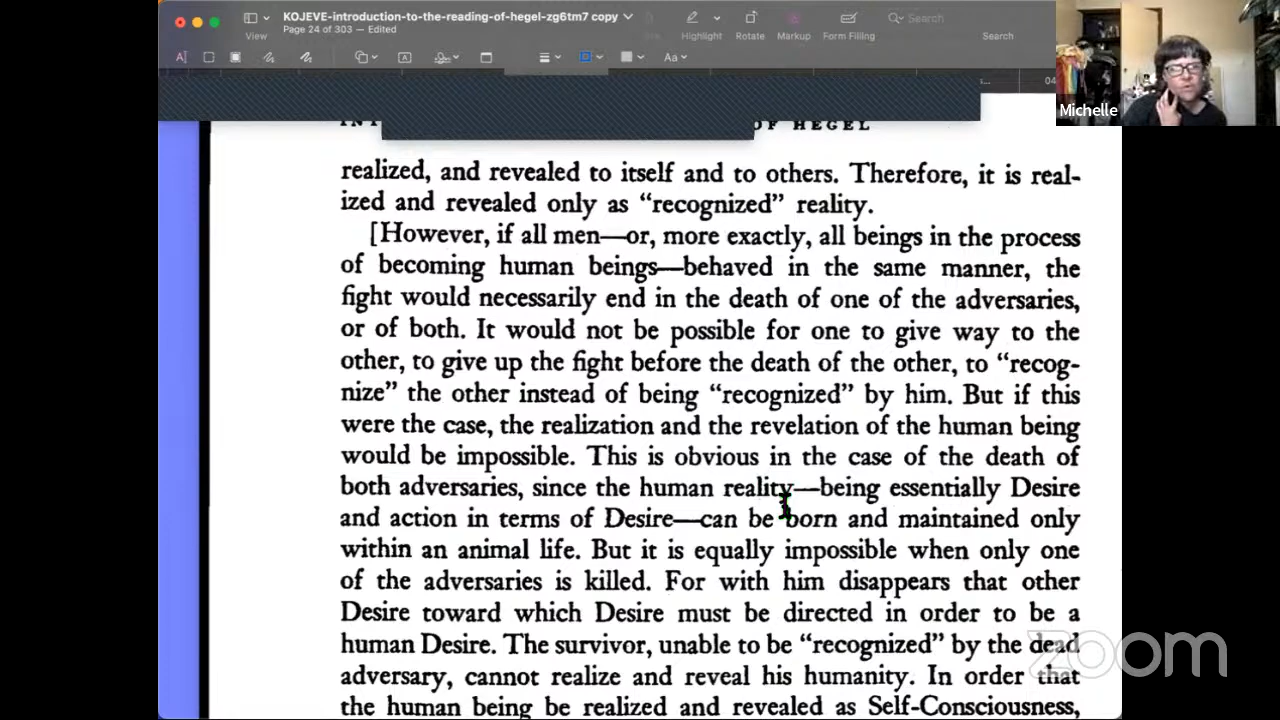 KOJEVE-introduction-to-the-reading-of-hegel-zg6tm7 copy
Page 24 of 303 — Edited
View
Highlight
Rotate
Markup
Form Filling
Search
Search
Aa
04
Michelle
OF HEGEL
realized, and revealed to itself and to others. Therefore, it is real-
ized and revealed only as “recognized” reality.
[However, if all men—or, more exactly, all beings in the process
of becoming human beings—behaved in the same manner, the
fight would necessarily end in the death of one of the adversaries,
or of both. It would not be possible for one to give way to the
other, to give up the fight before the death of the other, to “recog-
nize” the other instead of being “recognized” by him. But if this
were the case, the realization and the revelation of the human being
would be impossible. This is obvious in the case of the death of
both adversaries, since the human reality—being essentially Desire
and action in terms of Desire—can be born and maintained only
within an animal life. But it is equally impossible when only one
of the adversaries is killed. For with him disappears that other
Desire toward which Desire must be directed in order to be a
human Desire. The survivor, unable to be “recognized” by the dead
adversary, cannot realize and reveal his humanity. In order that
the human being be realized and revealed as Self-Consciousness,
zoom